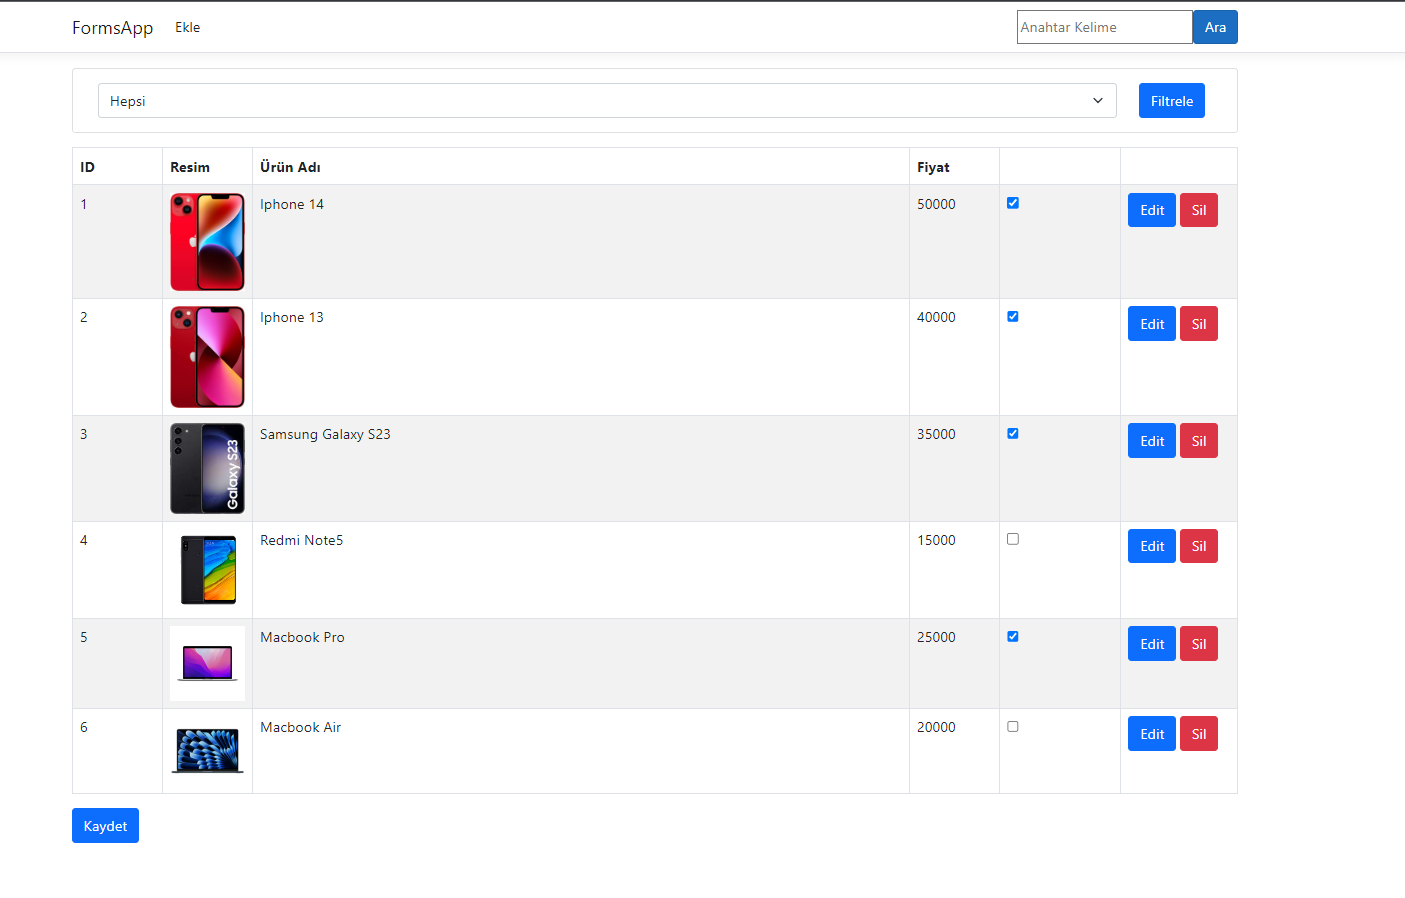 FormsApp Ekle Anahtar Kelime Ara
Hepsi Filtrele
ID Resim Ürün Adı Fiyat
1 Iphone 14 50000 Edit Sil
2 Iphone 13 40000 Edit Sil
3 Galaxy S23 Samsung Galaxy S23 35000 Edit Sil
4 Redmi Note5 15000 Edit Sil
5 Macbook Pro 25000 Edit Sil
6 Macbook Air 20000 Edit Sil
Kaydet